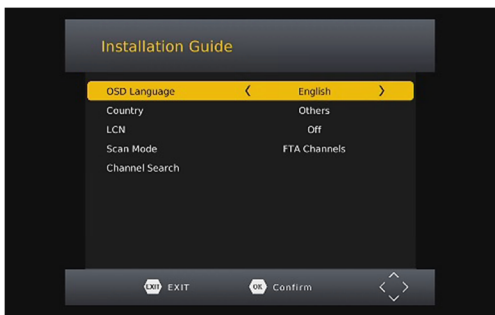 Installation Guide
OSD Language < English >
Country Others
LCN Off
Scan Mode FTA Channels
Channel Search
EXIT EXIT OK Confirm